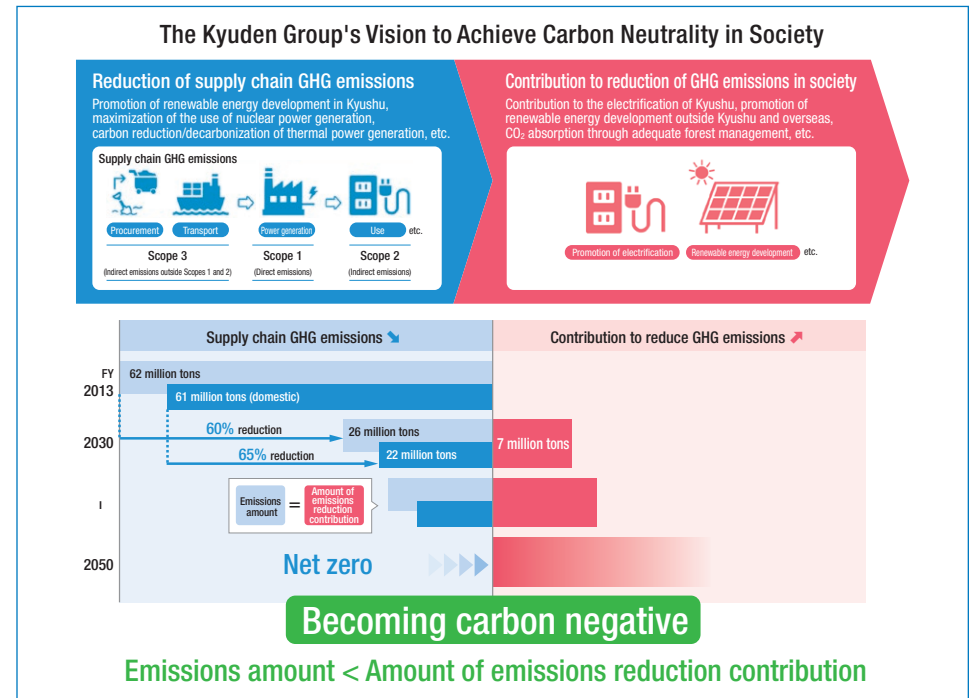 The Kyuden Group's Vision to Achieve Carbon Neutrality in Society
Reduction of supply chain GHG emissions
Promotion of renewable energy development in Kyushu,
maximization of the use of nuclear power generation,
carbon reduction/decarbonization of thermal power generation, etc.
Supply chain GHG emissions
Procurement
Transport
Power generation
Use
etc.
Scope 3
(Indirect emissions outside Scopes 1 and 2)
Scope 1
(Direct emissions)
Scope 2
(Indirect emissions)
Contribution to reduction of GHG emissions in society
Contribution to the electrification of Kyushu, promotion of
renewable energy development outside Kyushu and overseas,
CO₂ absorption through adequate forest management, etc.
Promotion of electrification
Renewable energy development
etc.
Supply chain GHG emissions
Contribution to reduce GHG emissions
FY
2013
62 million tons
61 million tons (domestic)
2030
60% reduction
26 million tons
65% reduction
22 million tons
7 million tons
I
Emissions
amount
=
Amount of
emissions
reduction
contribution
2050
Net zero
Becoming carbon negative
Emissions amount < Amount of emissions reduction contribution